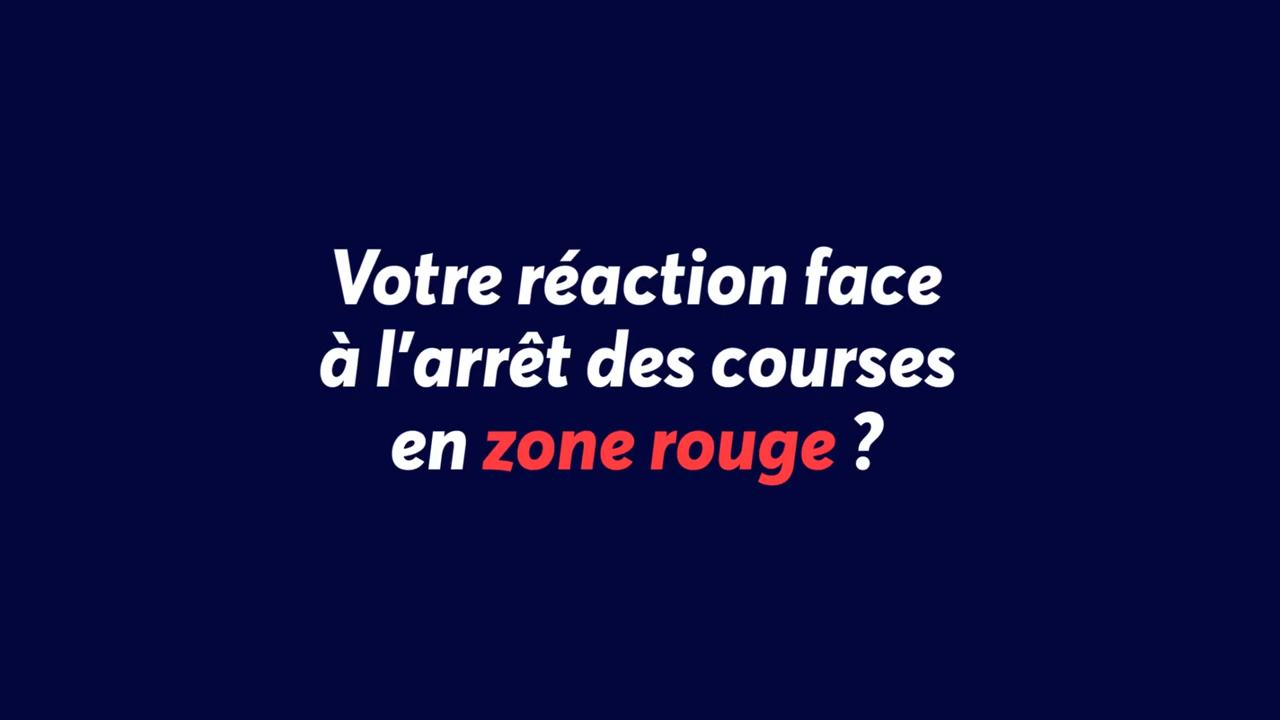 Votre réaction face
à l’arrêt des courses
en zone rouge ?